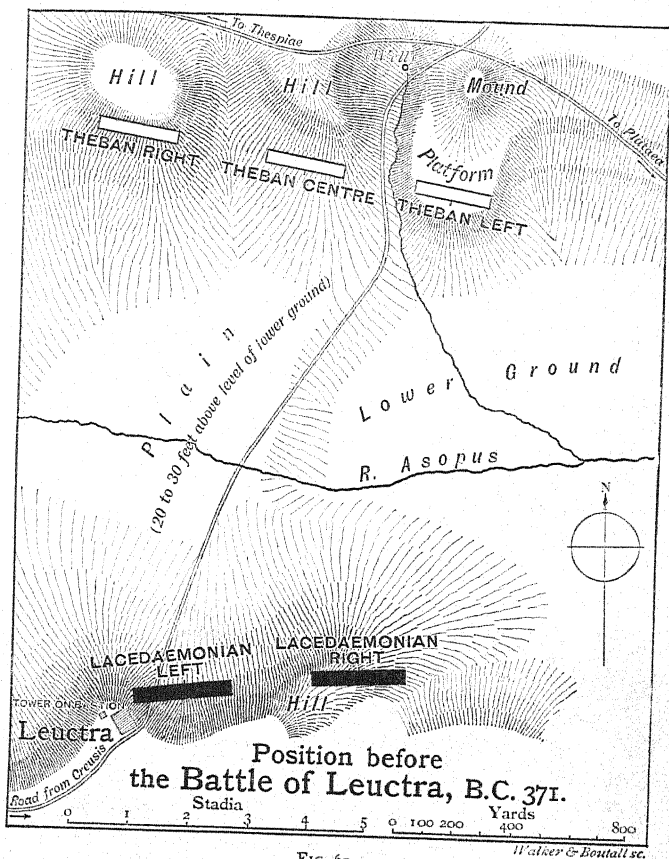 To Thespiae
Hill
Hill
Well
Mound
To Plataea
THEBAN RIGHT
THEBAN CENTRE
Platform
THEBAN LEFT
Plain
(20 to 30 feet above level of lower ground)
Lower Ground
R. Asopus
N
LACEDAEMONIAN
LEFT
LACEDAEMONIAN
RIGHT
TOWER ON
Hill
Leuctra
Road from Creusis
Position before
the Battle of Leuctra, B.C. 371.
Stadia
Yards
0 1 2 3 4 5 0 100 200 400 800
Walker & Boutall sc.